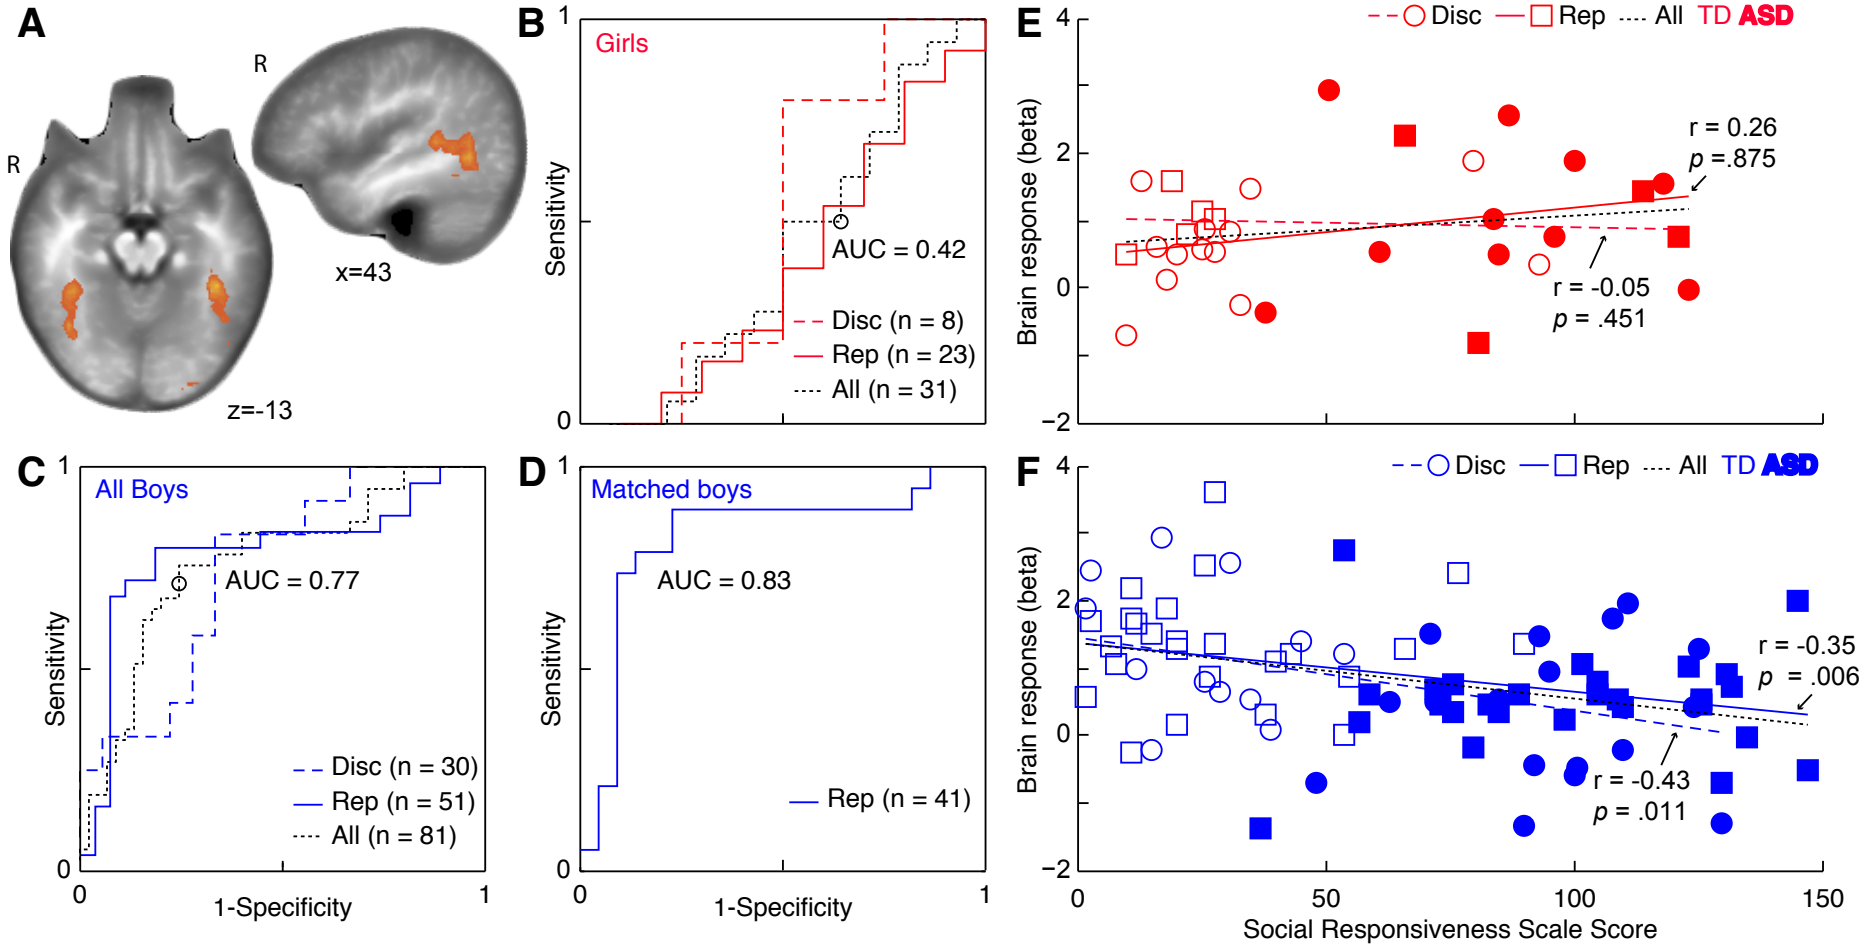 A
R
R
x=43
z=-13
B
1
Girls
Sensitivity
AUC = 0.42
Disc (n = 8)
Rep (n = 23)
All (n = 31)
0
C
1
All Boys
Sensitivity
AUC = 0.77
Disc (n = 30)
Rep (n = 51)
All (n = 81)
0
0
1
1-Specificity
D
1
Matched boys
Sensitivity
AUC = 0.83
Rep (n = 41)
0
0
1
1-Specificity
E
Disc Rep All TD ASD
4
2
0
−2
Brain response (beta)
r = 0.26
p =.875
r = -0.05
p = .451
F
Disc Rep All TD ASD
4
2
0
−2
Brain response (beta)
r = -0.35
p = .006
r = -0.43
p = .011
0
50
100
150
Social Responsiveness Scale Score